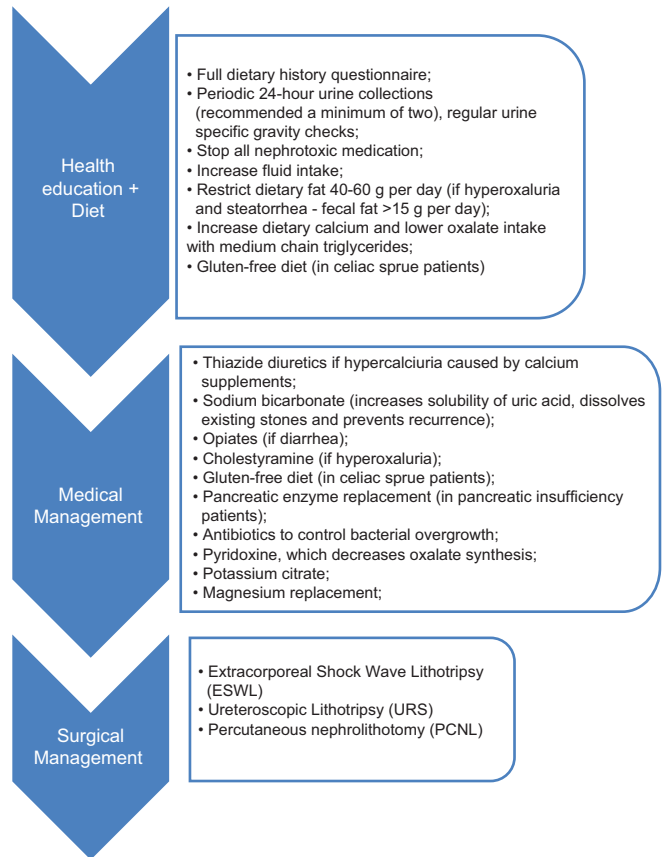 Health
education +
Diet
• Full dietary history questionnaire;
• Periodic 24-hour urine collections
(recommended a minimum of two), regular urine
specific gravity checks;
• Stop all nephrotoxic medication;
• Increase fluid intake;
• Restrict dietary fat 40-60 g per day (if hyperoxaluria
and steatorrhea - fecal fat >15 g per day);
• Increase dietary calcium and lower oxalate intake
with medium chain triglycerides;
• Gluten-free diet (in celiac sprue patients)
Medical
Management
• Thiazide diuretics if hypercalciuria caused by calcium
supplements;
• Sodium bicarbonate (increases solubility of uric acid, dissolves
existing stones and prevents recurrence);
• Opiates (if diarrhea);
• Cholestyramine (if hyperoxaluria);
• Gluten-free diet (in celiac sprue patients);
• Pancreatic enzyme replacement (in pancreatic insufficiency
patients);
• Antibiotics to control bacterial overgrowth;
• Pyridoxine, which decreases oxalate synthesis;
• Potassium citrate;
• Magnesium replacement;
Surgical
Management
• Extracorporeal Shock Wave Lithotripsy
(ESWL)
• Ureteroscopic Lithotripsy (URS)
• Percutaneous nephrolithotomy (PCNL)